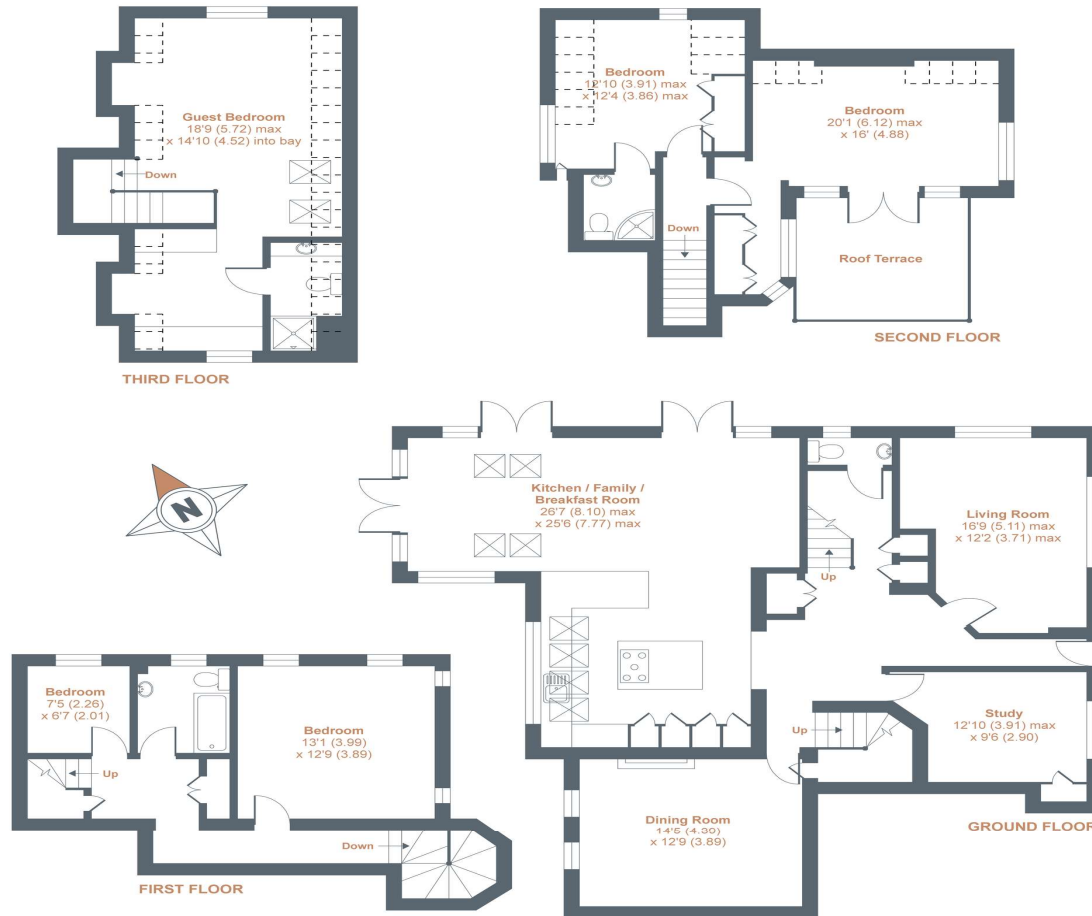 Guest Bedroom
18'9 (5.72) max
x 14'10 (4.52) into bay
Down
THIRD FLOOR
Bedroom
12'10 (3.91) max
x 12'4 (3.86) max
Bedroom
20'1 (6.12) max
x 16' (4.88)
Down
Roof Terrace
SECOND FLOOR
N
Kitchen / Family /
Breakfast Room
26'7 (8.10) max
x 25'6 (7.77) max
Living Room
16'9 (5.11) max
x 12'2 (3.71) max
Up
Study
12'10 (3.91) max
x 9'6 (2.90)
Up
Dining Room
x 12'9 (3.89)
GROUND FLOOR
Bedroom
7'5 (2.26)
x 6'7 (2.01)
Bedroom
13'1 (3.99)
x 12'9 (3.89)
Up
Down
FIRST FLOOR